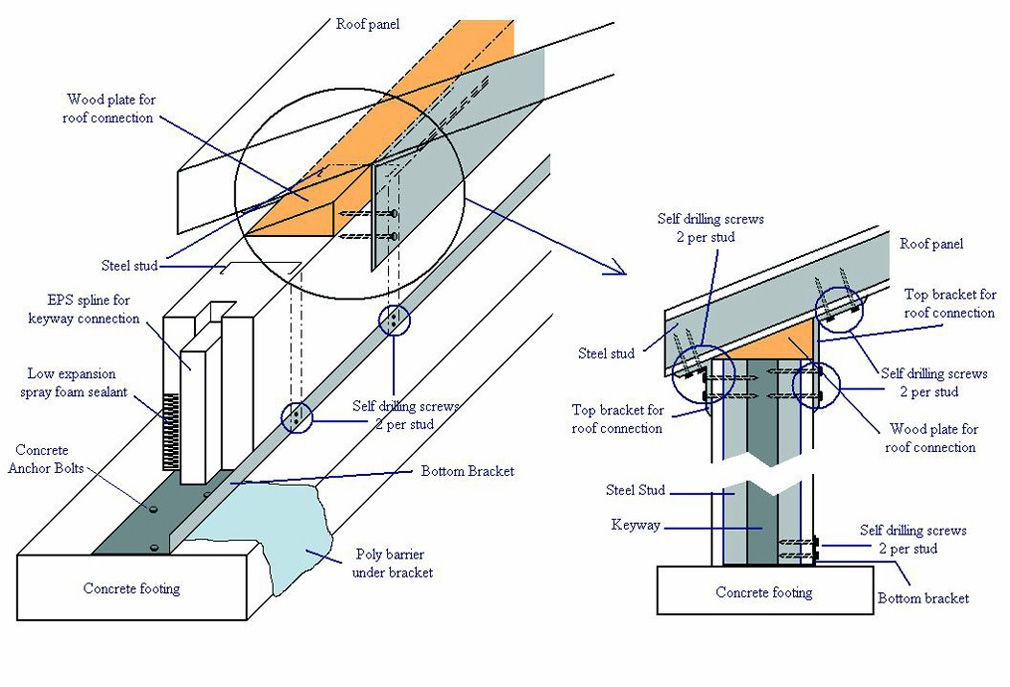 Roof panel
Wood plate for
roof connection
Steel stud
EPS spline for
keyway connection
Low expansion
spray foam sealant
Concrete
Anchor Bolts
Self drilling screws
2 per stud
Bottom Bracket
Poly barrier
under bracket
Concrete footing
Self drilling screws
2 per stud
Roof panel
Top bracket for
roof connection
Steel stud
Self drilling screws
2 per stud
Top bracket for
roof connection
Wood plate for
roof connection
Steel Stud
Keyway
Self drilling screws
2 per stud
Concrete footing
Bottom bracket